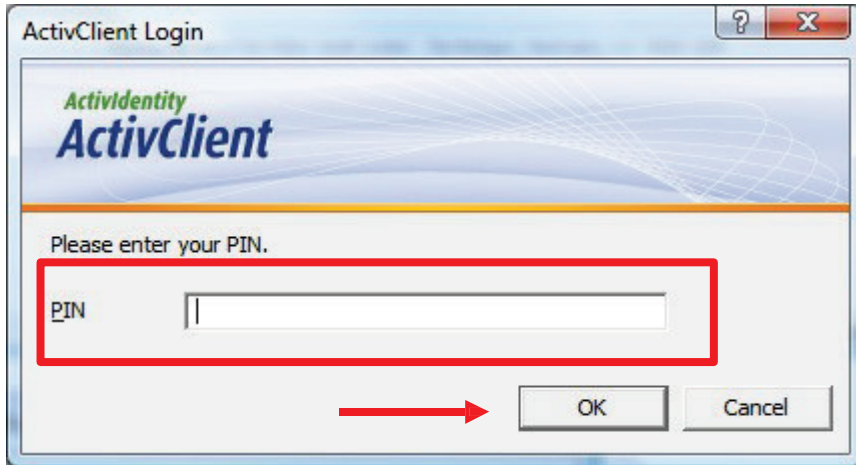 ActivClient Login
ActivIdentity
ActivClient
Please enter your PIN.
PIN
OK Cancel